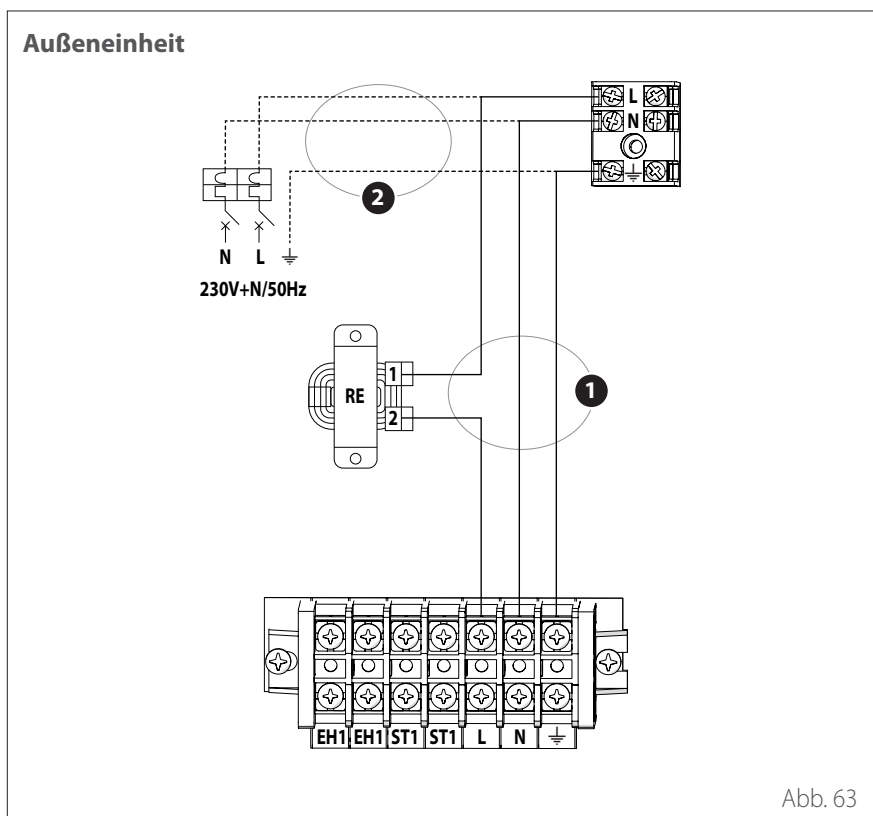 Außeneinheit
L
N
2
N L
230V+N/50Hz
1
RE
2
1
EH1 EH1 ST1 ST1 L N
Abb. 63